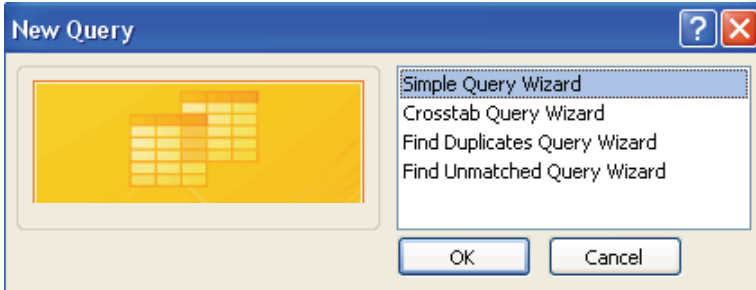 New Query
Simple Query Wizard
Crosstab Query Wizard
Find Duplicates Query Wizard
Find Unmatched Query Wizard
OK Cancel